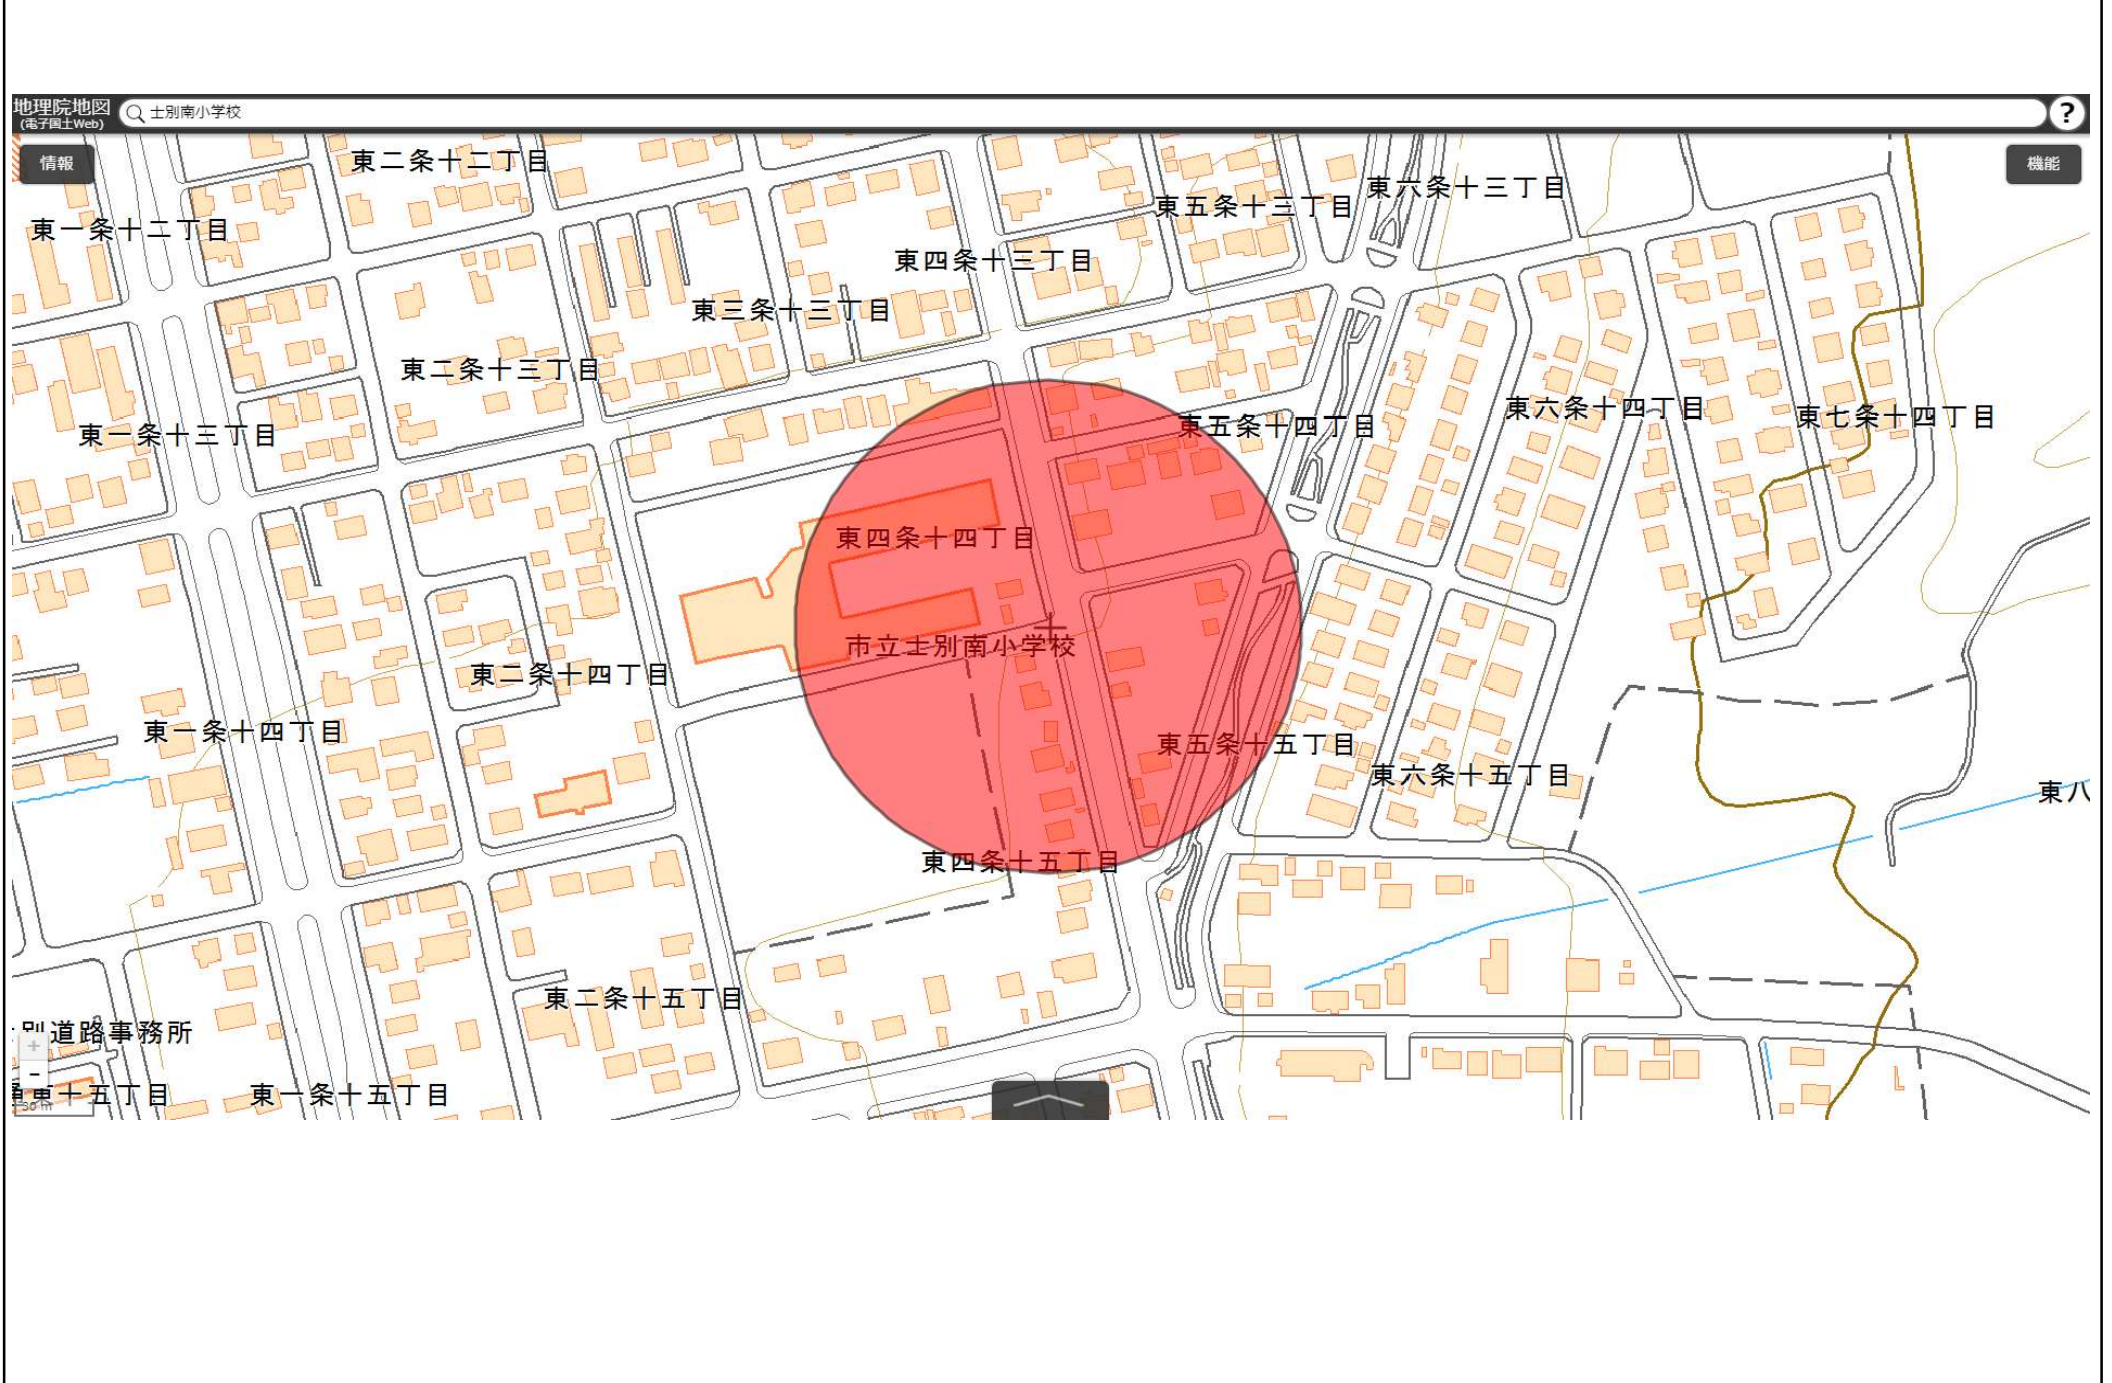 地理院地図
(電子国土Web)
士別南小学校
?
情報
機能
東二条十二丁目
東六条十三丁目
東五条十三丁目
東一条十二丁目
東四条十三丁目
東三条十三丁目
東二条十三丁目
東六条十四丁目
東七条十四丁目
東五条十四丁目
東一条十三丁目
東四条十四丁目
市立士別南小学校
東二条十四丁目
東一条十四丁目
東五条十五丁目
東六条十五丁目
東八
東四条十五丁目
東二条十五丁目
別道路事務所
東十五丁目
東一条十五丁目
50 m